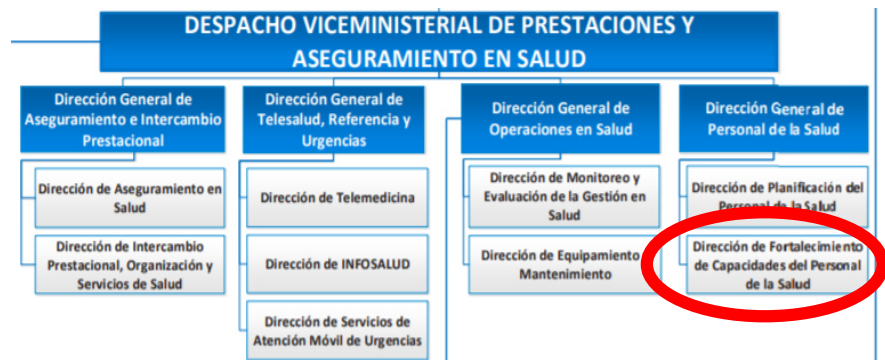 DESPACHO VICEMINISTERIAL DE PRESTACIONES Y
ASEGURAMIENTO EN SALUD
Dirección General de
Aseguramiento e Intercambio
Prestacional
Dirección de Aseguramiento en
Salud
Dirección de Intercambio
Prestacional, Organización y
Servicios de Salud
Dirección General de
Telesalud, Referencia y
Urgencias
Dirección de Telemedicina
Dirección de INFOSALUD
Dirección de Servicios de
Atención Móvil de Urgencias
Dirección General de
Operaciones en Salud
Dirección de Monitoreo y
Evaluación de la Gestión en
Salud
Dirección de Equipamiento
Mantenimiento
Dirección General de
Personal de la Salud
Dirección de Planificación del
Personal de la Salud
Dirección de Fortalecimiento
de Capacidades del Personal
de la Salud